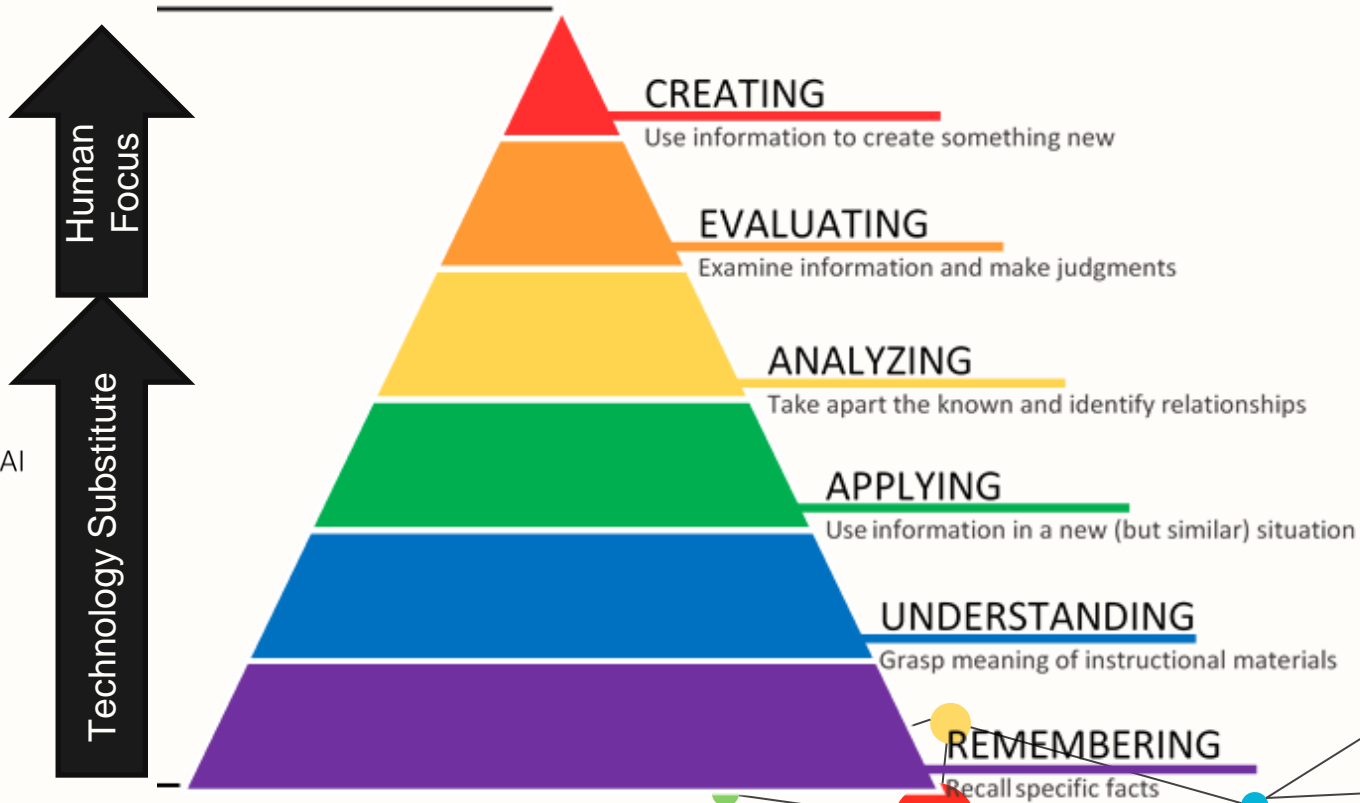 Human
Focus
AI
Technology Substitute
CREATING
Use information to create something new
EVALUATING
Examine information and make judgments
ANALYZING
Take apart the known and identify relationships
APPLYING
Use information in a new (but similar) situation
UNDERSTANDING
Grasp meaning of instructional materials
REMEMBERING
Recall specific facts